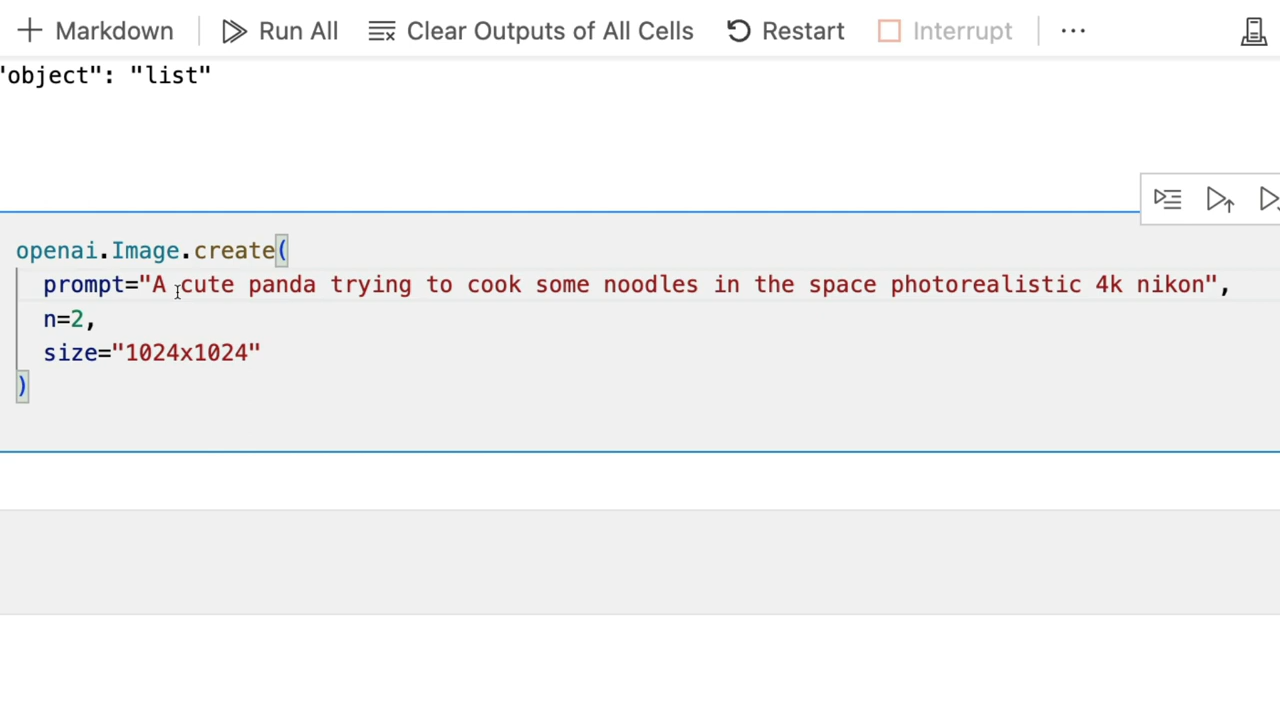 Markdown Run All Clear Outputs of All Cells Restart Interrupt ...
"object": "list"
openai.Image.create(
prompt="A cute panda trying to cook some noodles in the space photorealistic 4k nikon",
n=2,
size="1024x1024"
)